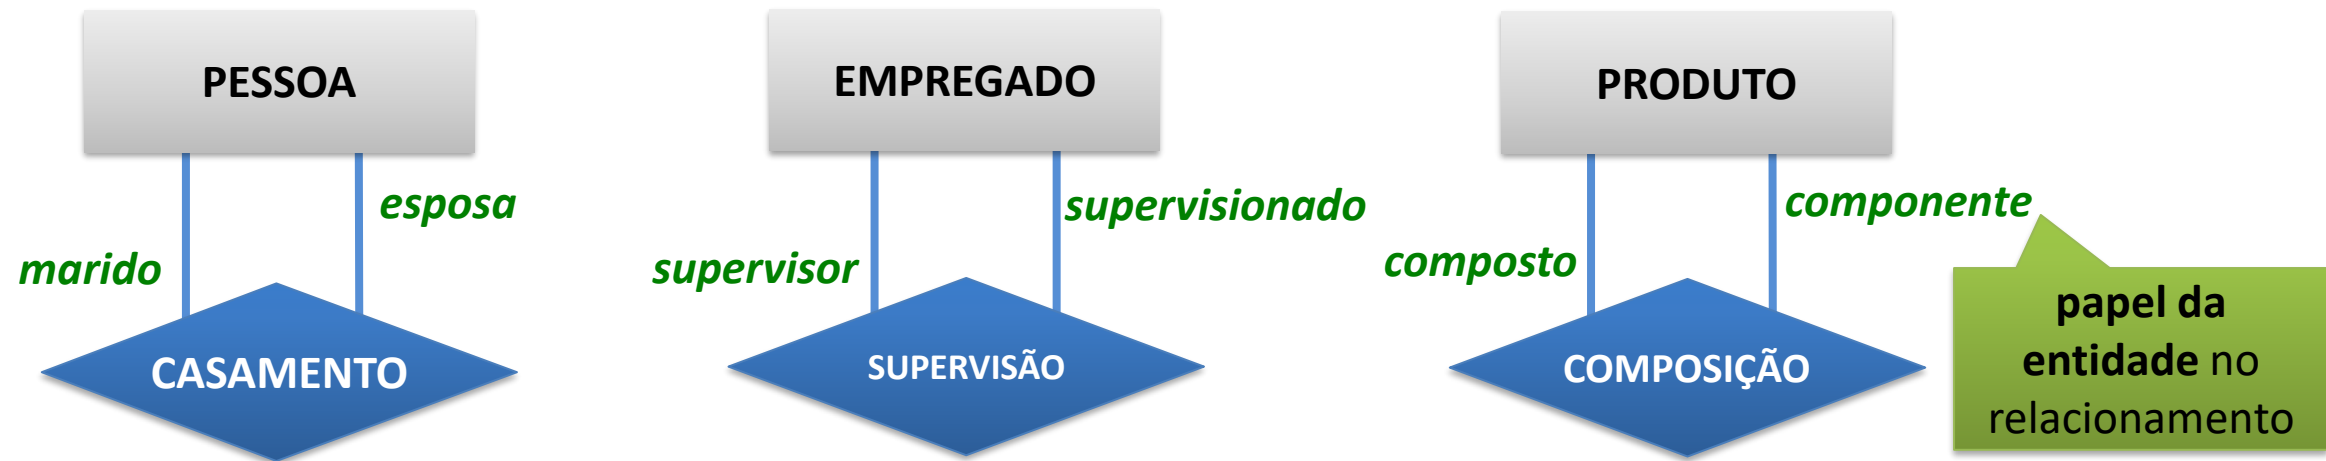 PESSOA
esposa
marido
CASAMENTO
EMPREGADO
supervisionado
supervisor
SUPERVISÃO
PRODUTO
componente
composto
COMPOSIÇÃO
papel da
entidade no
relacionamento